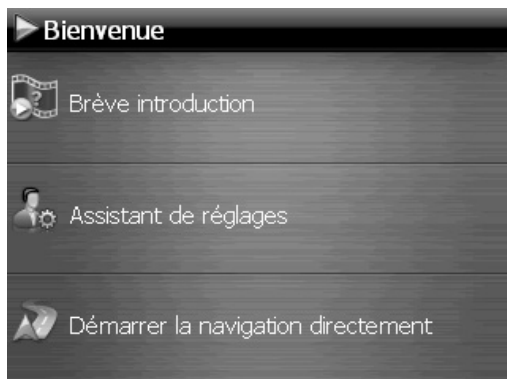 Bienvenue
Brève introduction
Assistant de réglages
Démarrer la navigation directement